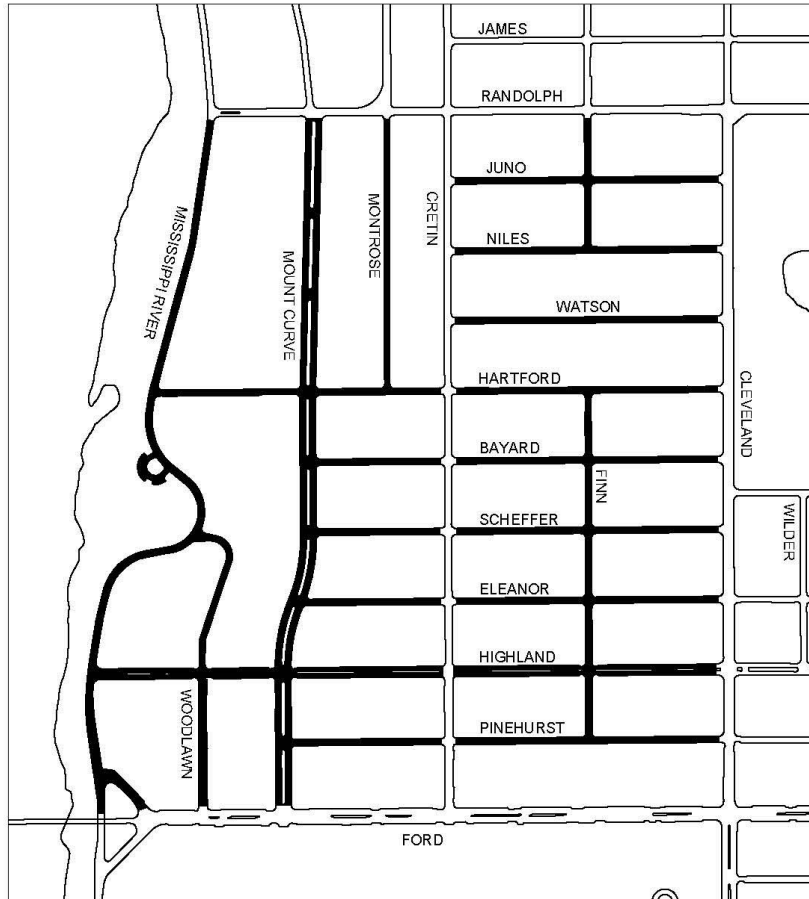 JAMES
RANDOLPH
JUNO
MISSISSIPPI RIVER
MOUNT CURVE
MONTROSE
CRETIN
NILES
WATSON
HARTFORD
CLEVELAND
BAYARD
FINN
SCHEFFER
WILDER
ELEANOR
HIGHLAND
WOODLAWN
PINEHURST
FORD